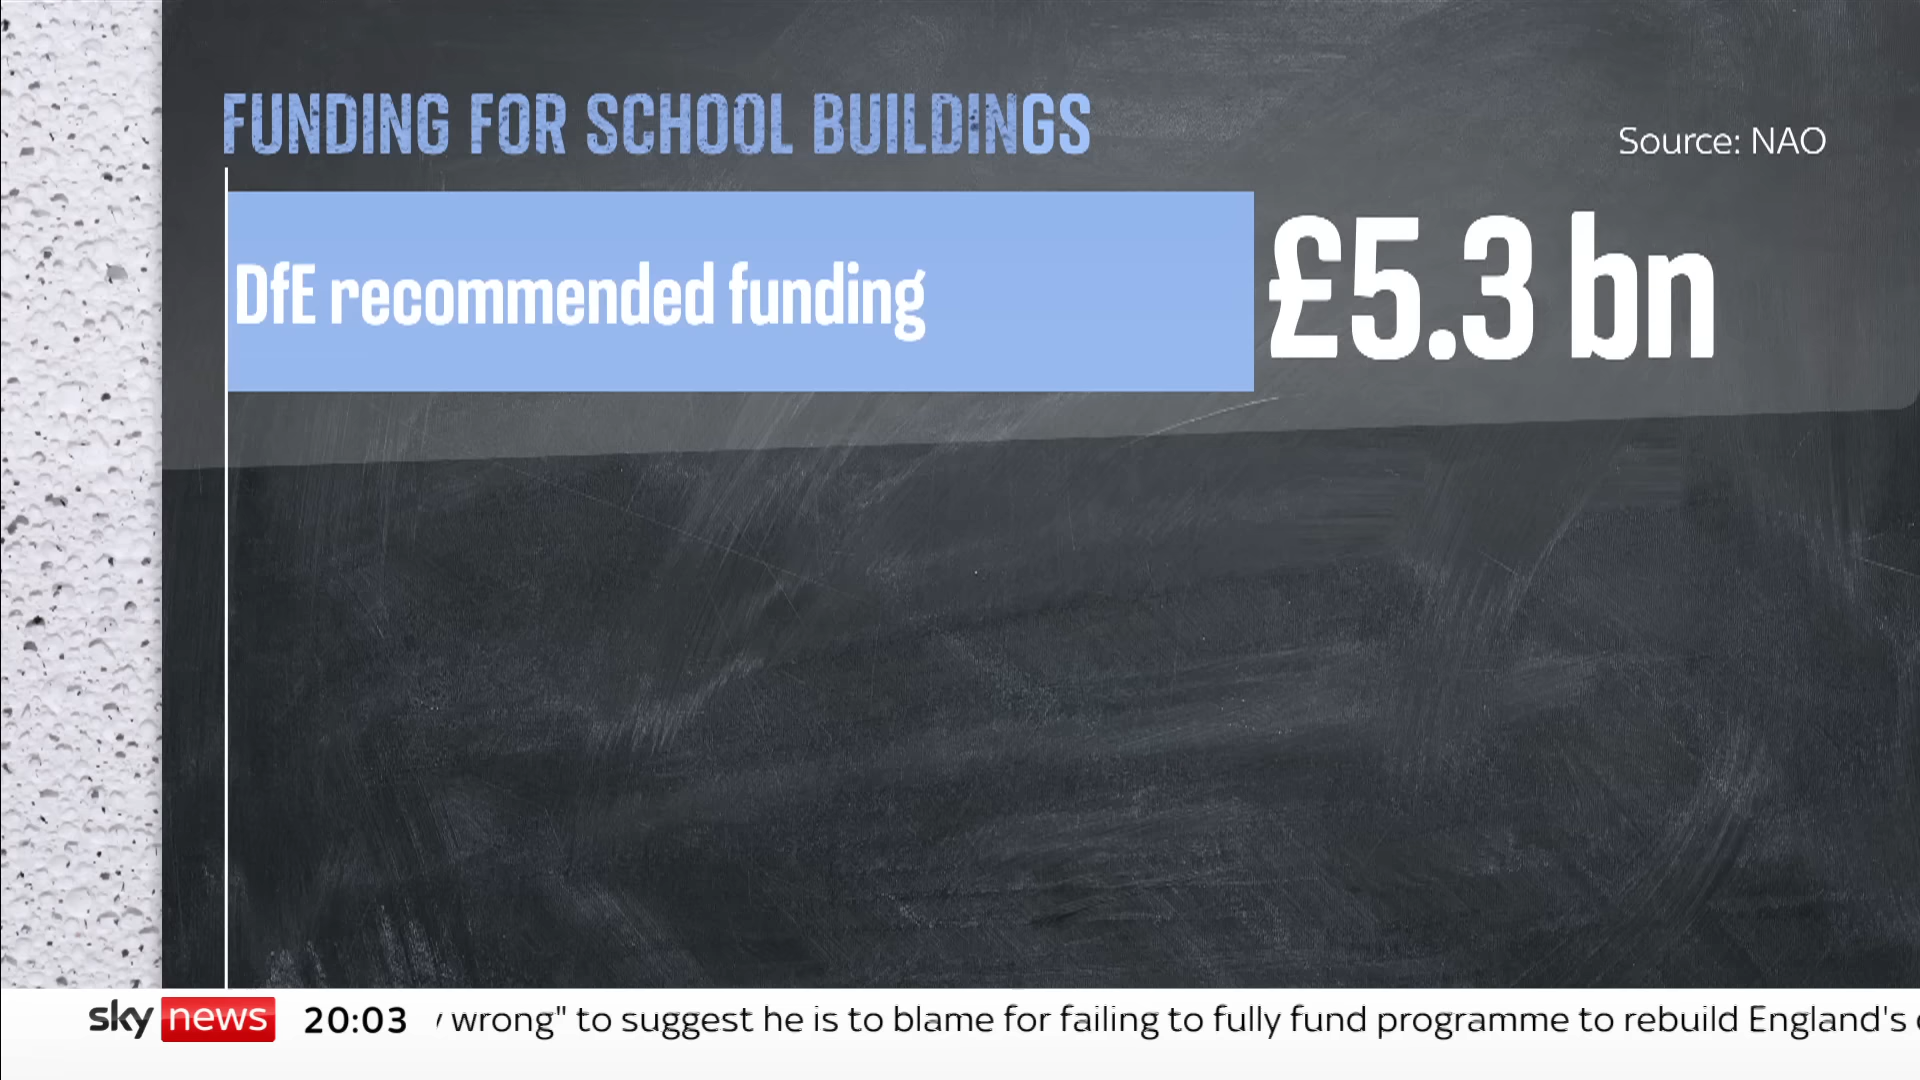 FUNDING FOR SCHOOL BUILDINGS
Source: NAO
DfE recommended funding
£5.3 bn
sky news 20:03 wrong" to suggest he is to blame for failing to fully fund programme to rebuild England's